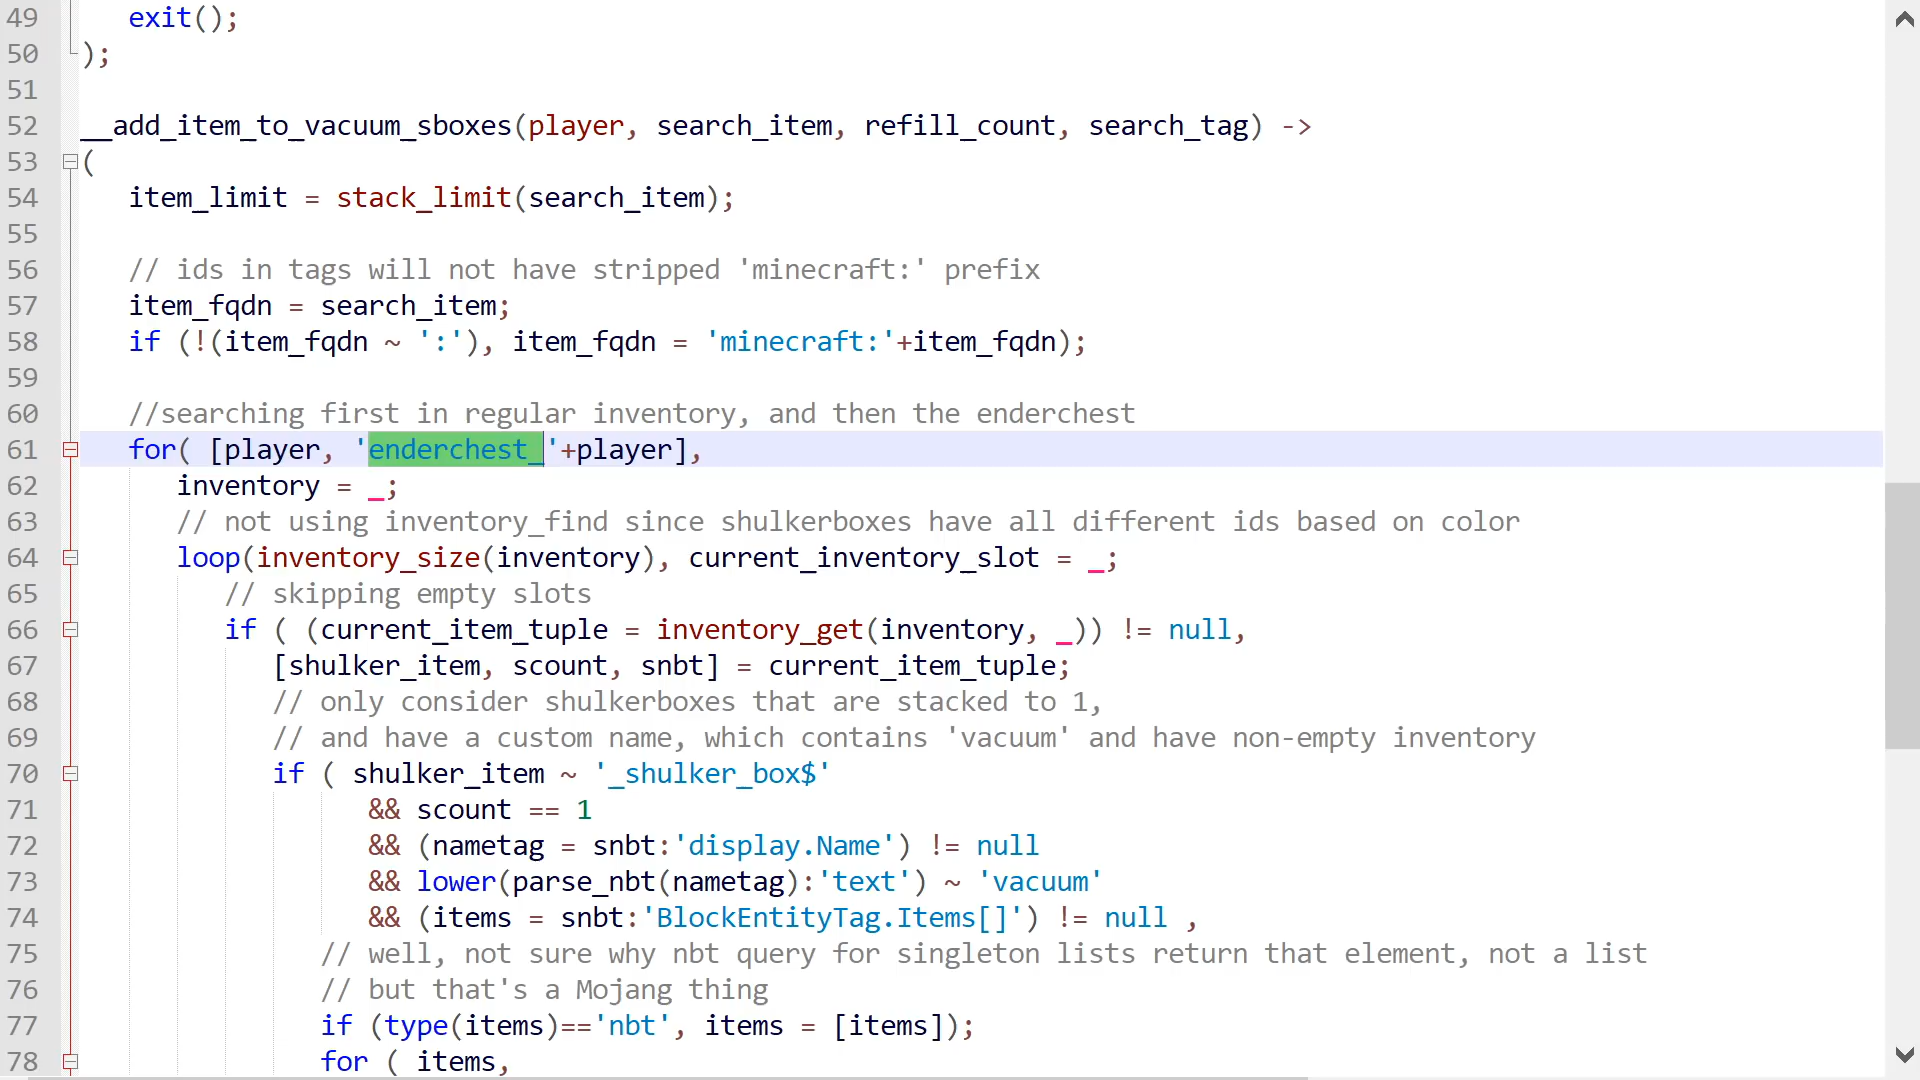 49 exit();
50 );
51
52 __add_item_to_vacuum_sboxes(player, search_item, refill_count, search_tag) ->
53 (
54 item_limit = stack_limit(search_item);
55
56 // ids in tags will not have stripped 'minecraft:' prefix
57 item_fqdn = search_item;
58 if (!(item_fqdn ~ ':'), item_fqdn = 'minecraft:'+item_fqdn);
59
60 //searching first in regular inventory, and then the enderchest
61 for( [player, 'enderchest_'+player],
62 inventory = _;
63 // not using inventory_find since shulkerboxes have all different ids based on color
64 loop(inventory_size(inventory), current_inventory_slot = _;
65 // skipping empty slots
66 if ( (current_item_tuple = inventory_get(inventory, _)) != null,
67 [shulker_item, scount, snbt] = current_item_tuple;
68 // only consider shulkerboxes that are stacked to 1,
69 // and have a custom name, which contains 'vacuum' and have non-empty inventory
70 if ( shulker_item ~ '_shulker_box$'
71 && scount == 1
72 && (nametag = snbt:'display.Name') != null
73 && lower(parse_nbt(nametag):'text') ~ 'vacuum'
74 && (items = snbt:'BlockEntityTag.Items[]') != null ,
75 // well, not sure why nbt query for singleton lists return that element, not a list
76 // but that's a Mojang thing
77 if (type(items)=='nbt', items = [items]);
78 for ( items,